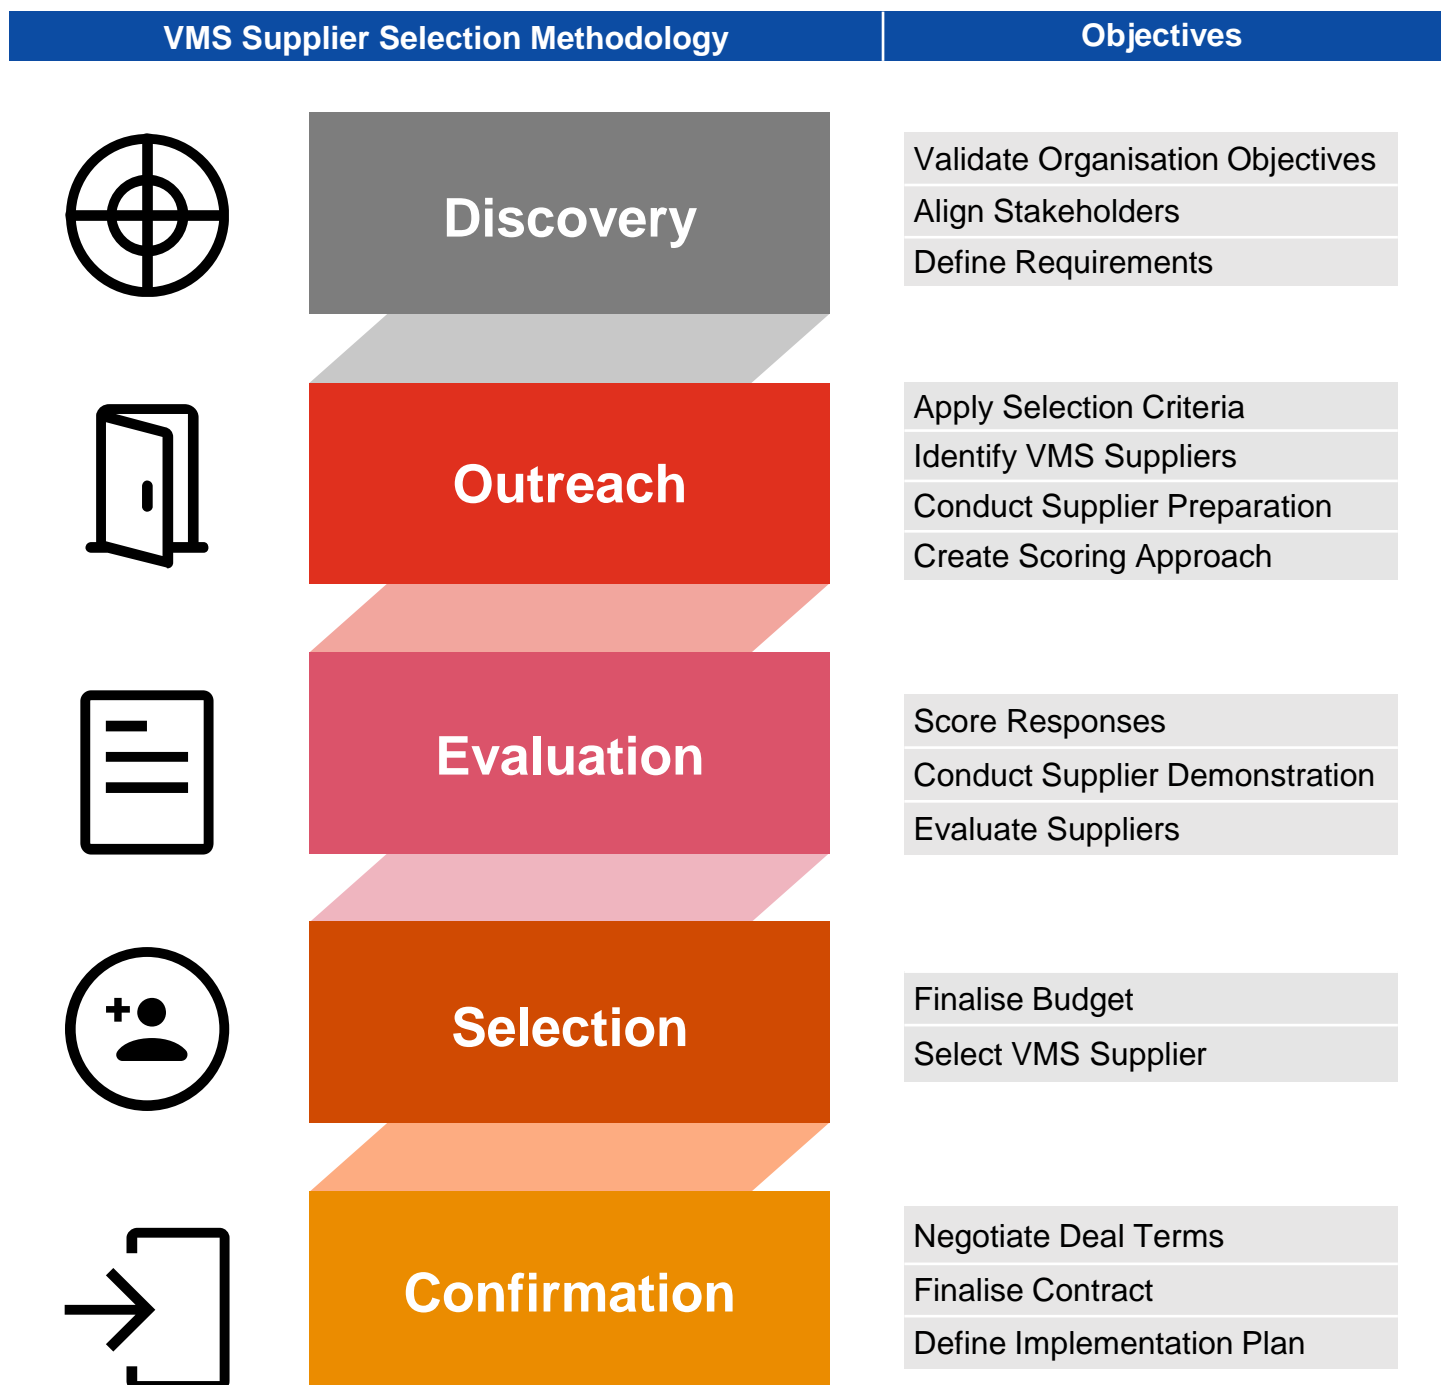 VMS Supplier Selection Methodology
Objectives
Discovery
Validate Organisation Objectives
Align Stakeholders
Define Requirements
Outreach
Apply Selection Criteria
Identify VMS Suppliers
Conduct Supplier Preparation
Create Scoring Approach
Evaluation
Score Responses
Conduct Supplier Demonstration
Evaluate Suppliers
Selection
Finalise Budget
Select VMS Supplier
Confirmation
Negotiate Deal Terms
Finalise Contract
Define Implementation Plan